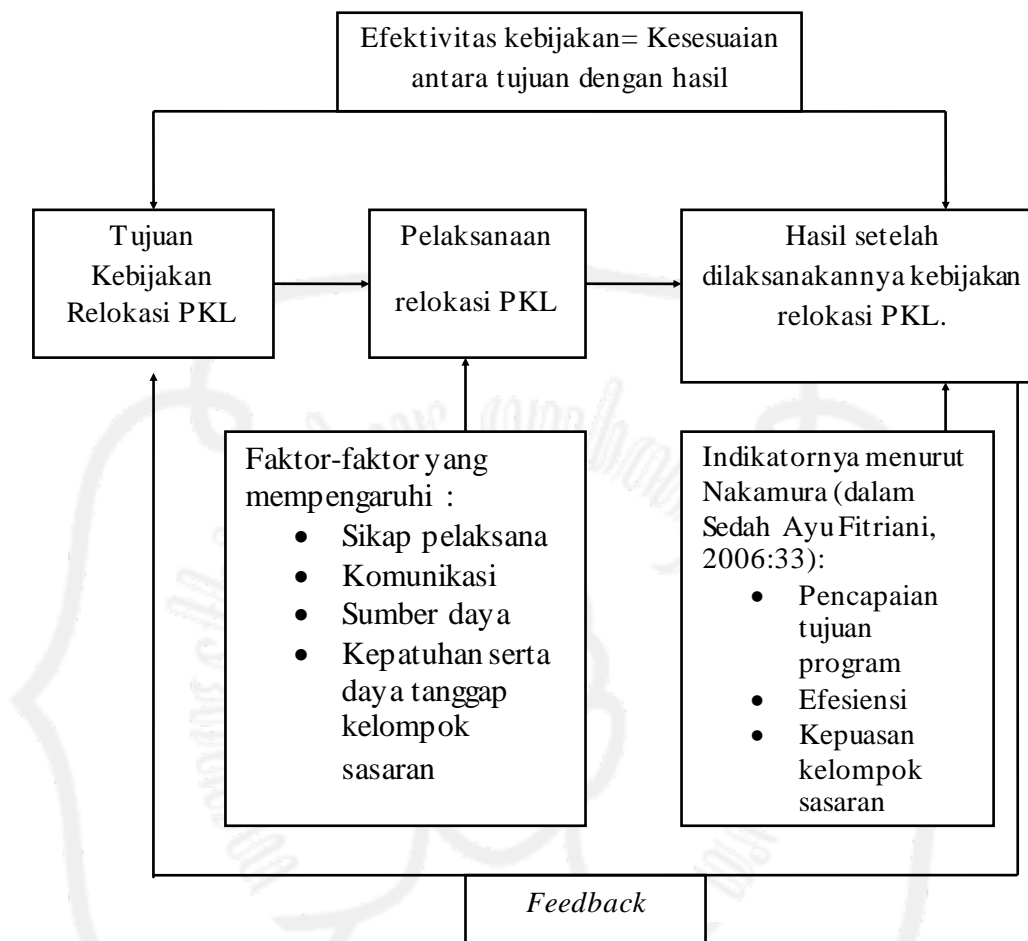 Efektivitas kebijakan= Kesesuaian
antara tujuan dengan hasil
Tujuan
Kebijakan
Relokasi PKL
Pelaksanaan
relokasi PKL
Hasil setelah
dilaksanakannya kebijakan
relokasi PKL.
Faktor-faktor yang
mempengaruhi :
• Sikap pelaksana
• Komunikasi
• Sumber daya
• Kepatuhan serta
daya tanggap
kelompok
sasaran
Indikatornya menurut
Nakamura (dalam
Sedah Ayu Fitriani,
2006:33):
• Pencapaian
tujuan
program
• Efesiensi
• Kepuasan
kelompok
sasaran
Feedback